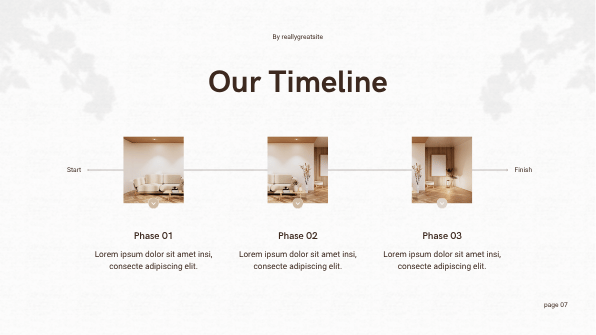 By reallygreatsite
Our Timeline
Start
Finish
Phase 01
Lorem ipsum dolor sit amet insi,
consecte adipiscing elit.
Phase 02
Lorem ipsum dolor sit amet insi,
consecte adipiscing elit.
Phase 03
Lorem ipsum dolor sit amet insi,
consecte adipiscing elit.
page 07